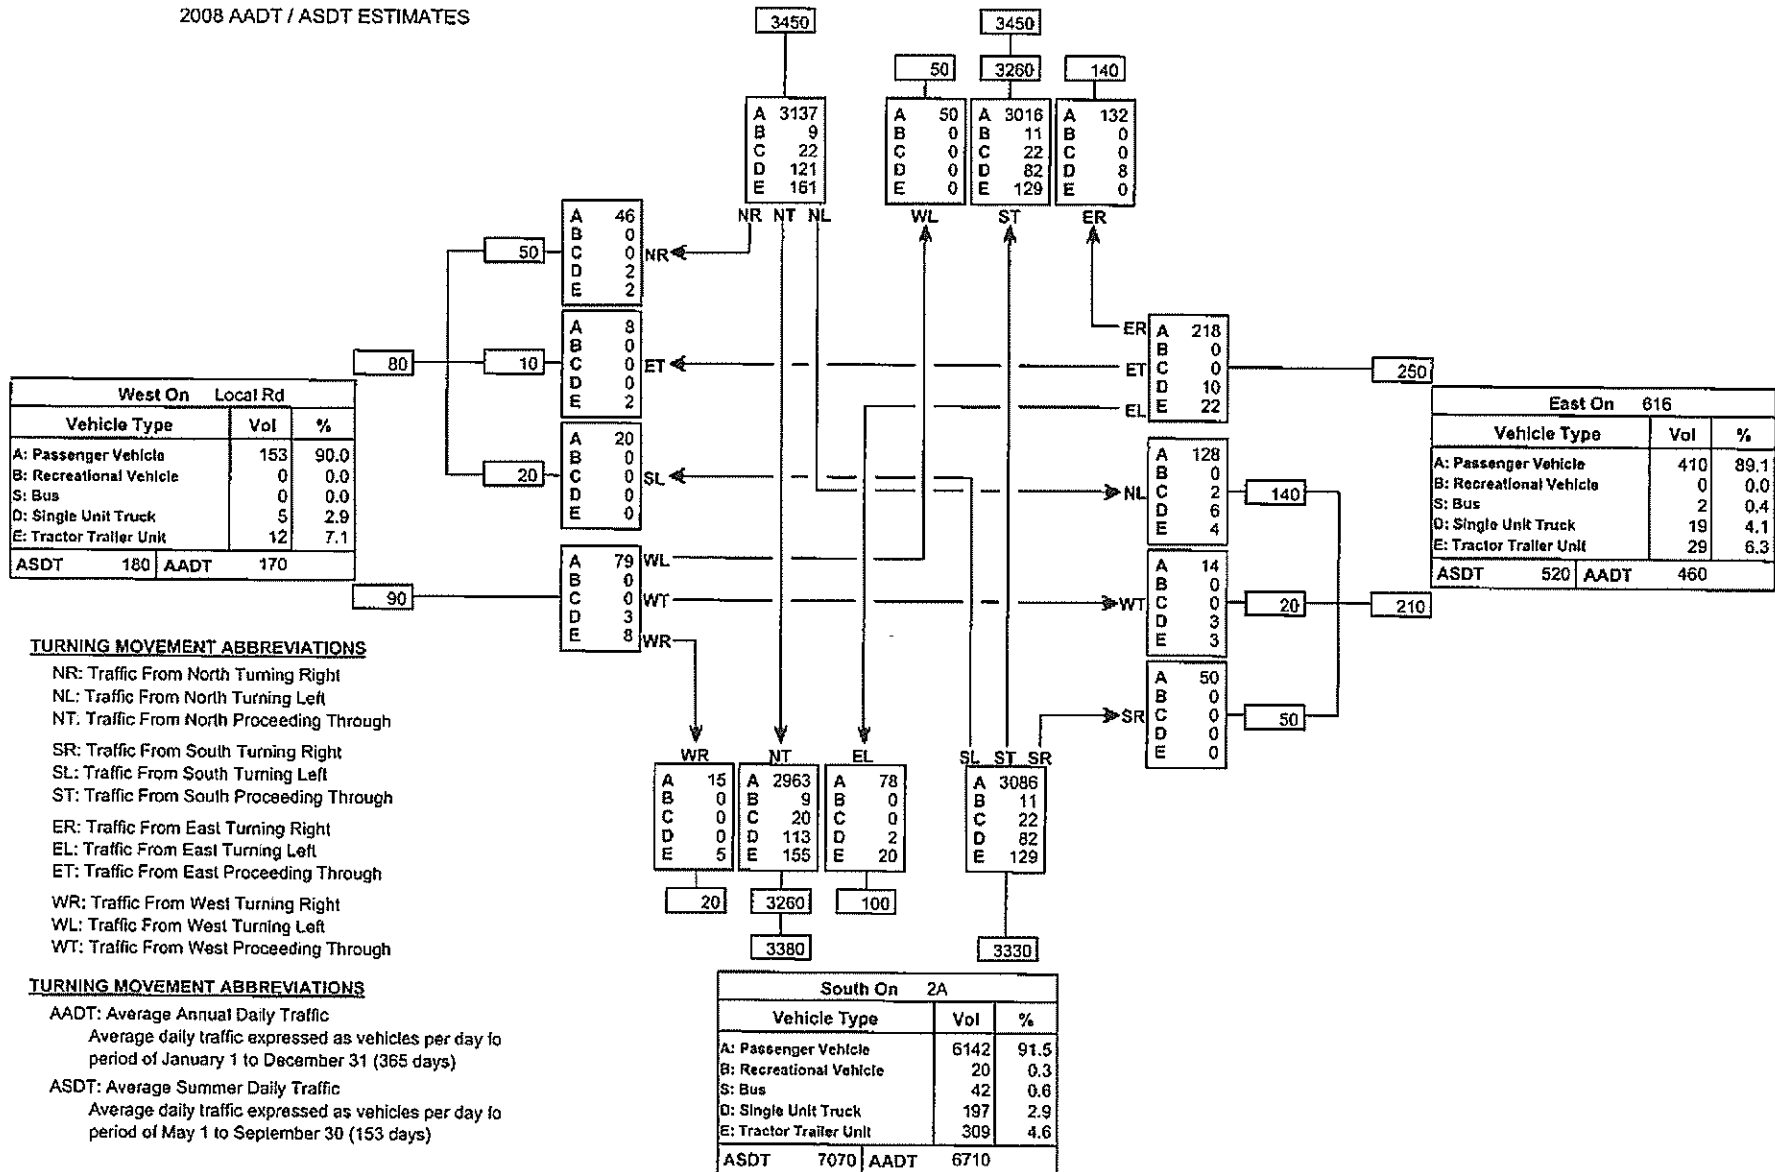 2008 AADT / ASDT ESTIMATES
3450
3450
50
3260
140
A 3137
B 9
C 22
D 121
E 161
A 50
B 0
C 0
D 0
E 0
A 3016
B 11
C 22
D 82
E 129
A 132
B 0
C 0
D 8
E 0
NR NT NL
WL
ST
ER
50
A 46
B 0
C 0
D 2
E 2
NR
80
10
A 8
B 0
C 0
D 0
E 2
ET
20
A 20
B 0
C 0
D 0
E 0
SL
90
A 79
B 0
C 0
D 3
E 8
WL
WT
WR
West On Local Rd
Vehicle Type Vol %
A: Passenger Vehicle 153 90.0
B: Recreational Vehicle 0 0.0
S: Bus 0 0.0
D: Single Unit Truck 5 2.9
E: Tractor Trailer Unit 12 7.1
ASDT 180 AADT 170
ER
ET
EL
A 218
B 0
C 0
D 10
E 22
250
NL
A 128
B 0
C 2
D 6
E 4
140
WT
A 14
B 0
C 0
D 3
E 3
20
210
SR
A 50
B 0
C 0
D 0
E 0
50
East On 616
Vehicle Type Vol %
A: Passenger Vehicle 410 89.1
B: Recreational Vehicle 0 0.0
S: Bus 2 0.4
D: Single Unit Truck 19 4.1
E: Tractor Trailer Unit 29 6.3
ASDT 520 AADT 460
TURNING MOVEMENT ABBREVIATIONS
NR: Traffic From North Turning Right
NL: Traffic From North Turning Left
NT: Traffic From North Proceeding Through
SR: Traffic From South Turning Right
SL: Traffic From South Turning Left
ST: Traffic From South Proceeding Through
ER: Traffic From East Turning Right
EL: Traffic From East Turning Left
ET: Traffic From East Proceeding Through
WR: Traffic From West Turning Right
WL: Traffic From West Turning Left
WT: Traffic From West Proceeding Through
TURNING MOVEMENT ABBREVIATIONS
AADT: Average Annual Daily Traffic
Average daily traffic expressed as vehicles per day fo
period of January 1 to December 31 (365 days)
ASDT: Average Summer Daily Traffic
Average daily traffic expressed as vehicles per day fo
period of May 1 to September 30 (153 days)
WR
NT
EL
SL ST SR
A 15
B 0
C 0
D 0
E 5
A 2963
B 9
C 20
D 113
E 155
A 78
B 0
C 0
D 2
E 20
A 3086
B 11
C 22
D 82
E 129
20
3260
100
3380
3330
South On 2A
Vehicle Type Vol %
A: Passenger Vehicle 6142 91.5
B: Recreational Vehicle 20 0.3
S: Bus 42 0.6
D: Single Unit Truck 197 2.9
E: Tractor Trailer Unit 309 4.6
ASDT 7070 AADT 6710